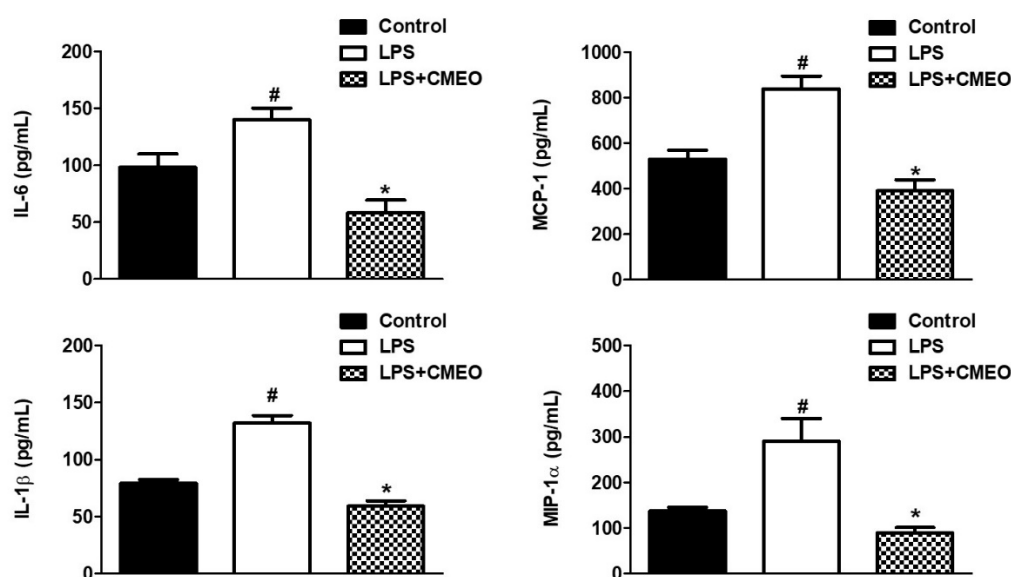 Control
LPS
LPS+CMEO
IL-6 (pg/mL)
200
150
100
50
0
#
*
Control
LPS
LPS+CMEO
MCP-1 (pg/mL)
1000
800
600
400
200
0
#
*
Control
LPS
LPS+CMEO
IL-1β (pg/mL)
200
150
100
50
0
#
*
Control
LPS
LPS+CMEO
MIP-1α (pg/mL)
500
400
300
200
100
0
#
*